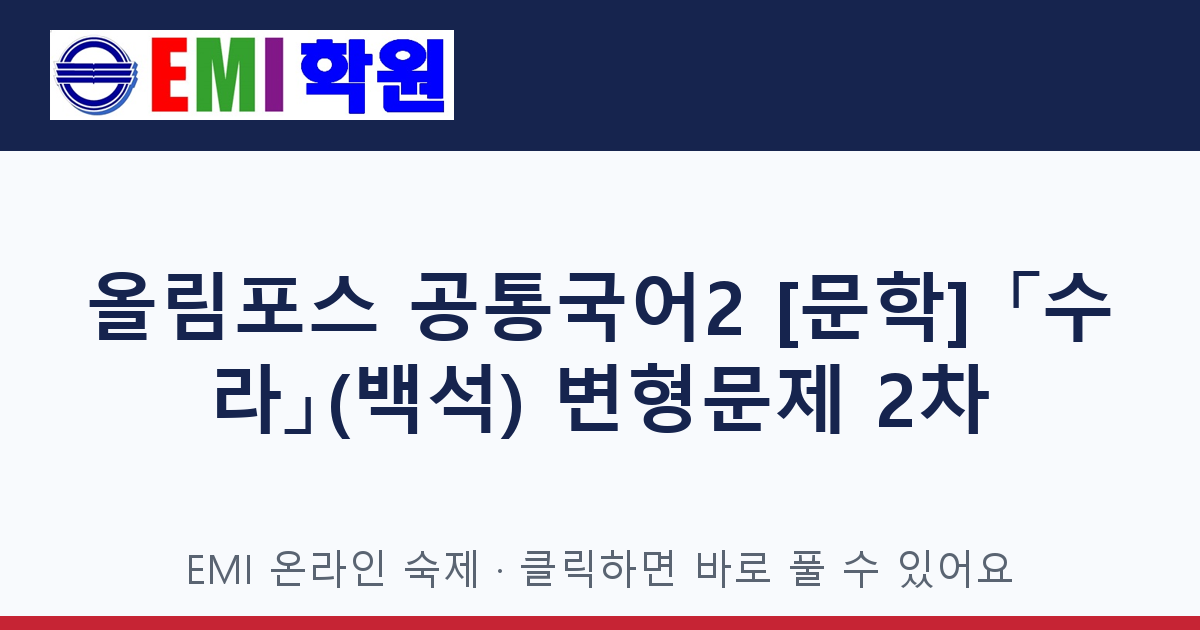 EMI 학원
올림포스 공통국어2 [문학] 「수
라」(백석) 변형문제 2차
EMI 온라인 숙제 · 클릭하면 바로 풀 수 있어요